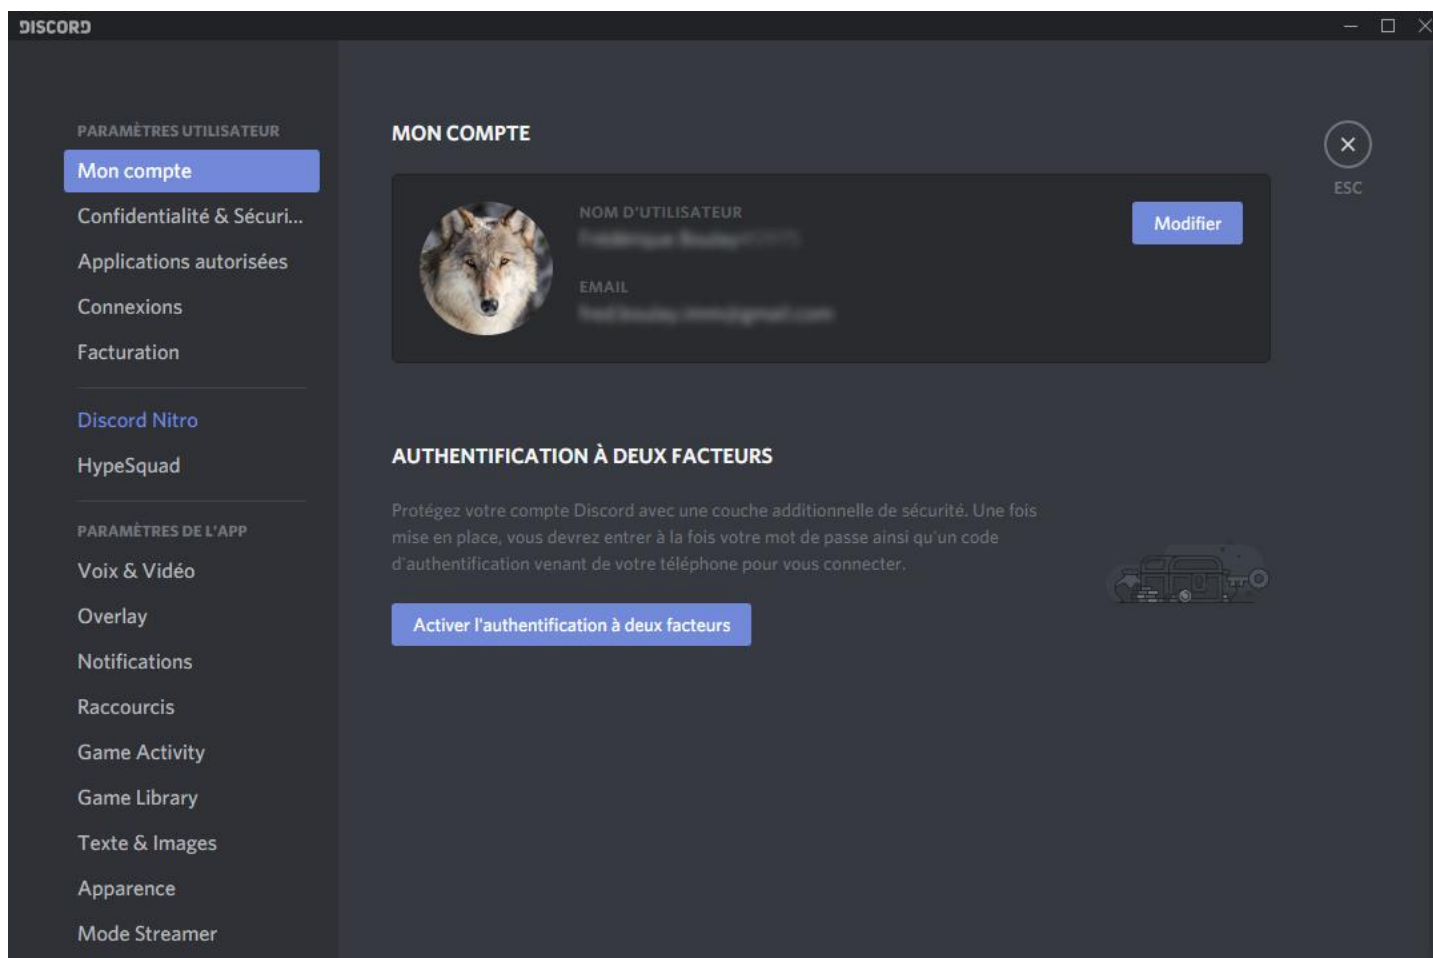 DISCORD
PARAMÈTRES UTILISATEUR
Mon compte
Confidentialité & Sécuri...
Applications autorisées
Connexions
Facturation
Discord Nitro
HypeSquad
PARAMÈTRES DE L'APP
Voix & Vidéo
Overlay
Notifications
Raccourcis
Game Activity
Game Library
Texte & Images
Apparence
Mode Streamer
MON COMPTE
NOM D'UTILISATEUR
EMAIL
Modifier
ESC
AUTHENTIFICATION À DEUX FACTEURS
Protégez votre compte Discord avec une couche additionnelle de sécurité. Une fois
mise en place, vous devrez entrer à la fois votre mot de passe ainsi qu'un code
d'authentification venant de votre téléphone pour vous connecter.
Activer l'authentification à deux facteurs